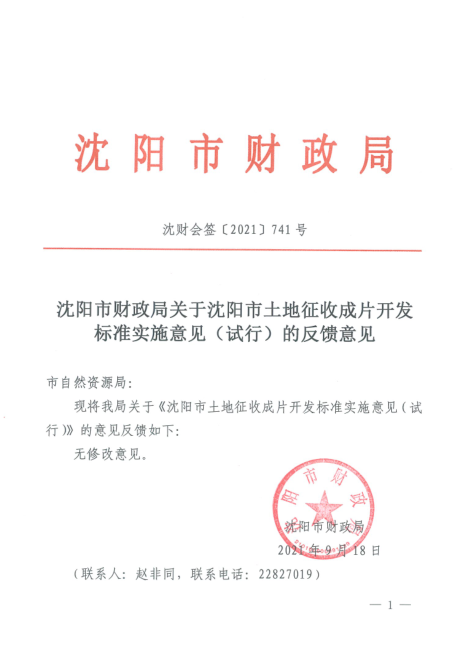 沈阳市财政局
沈财会签〔2021〕741号
沈阳市财政局关于沈阳市土地征收成片开发
标准实施意见（试行）的反馈意见
市自然资源局：
现将我局关于《沈阳市土地征收成片开发标准实施意见（试
行）》的意见反馈如下：
无修改意见。
沈阳市财政局
沈阳市财政局
2021年9月18日
（联系人：赵非同，联系电话：22827019）
— 1 —